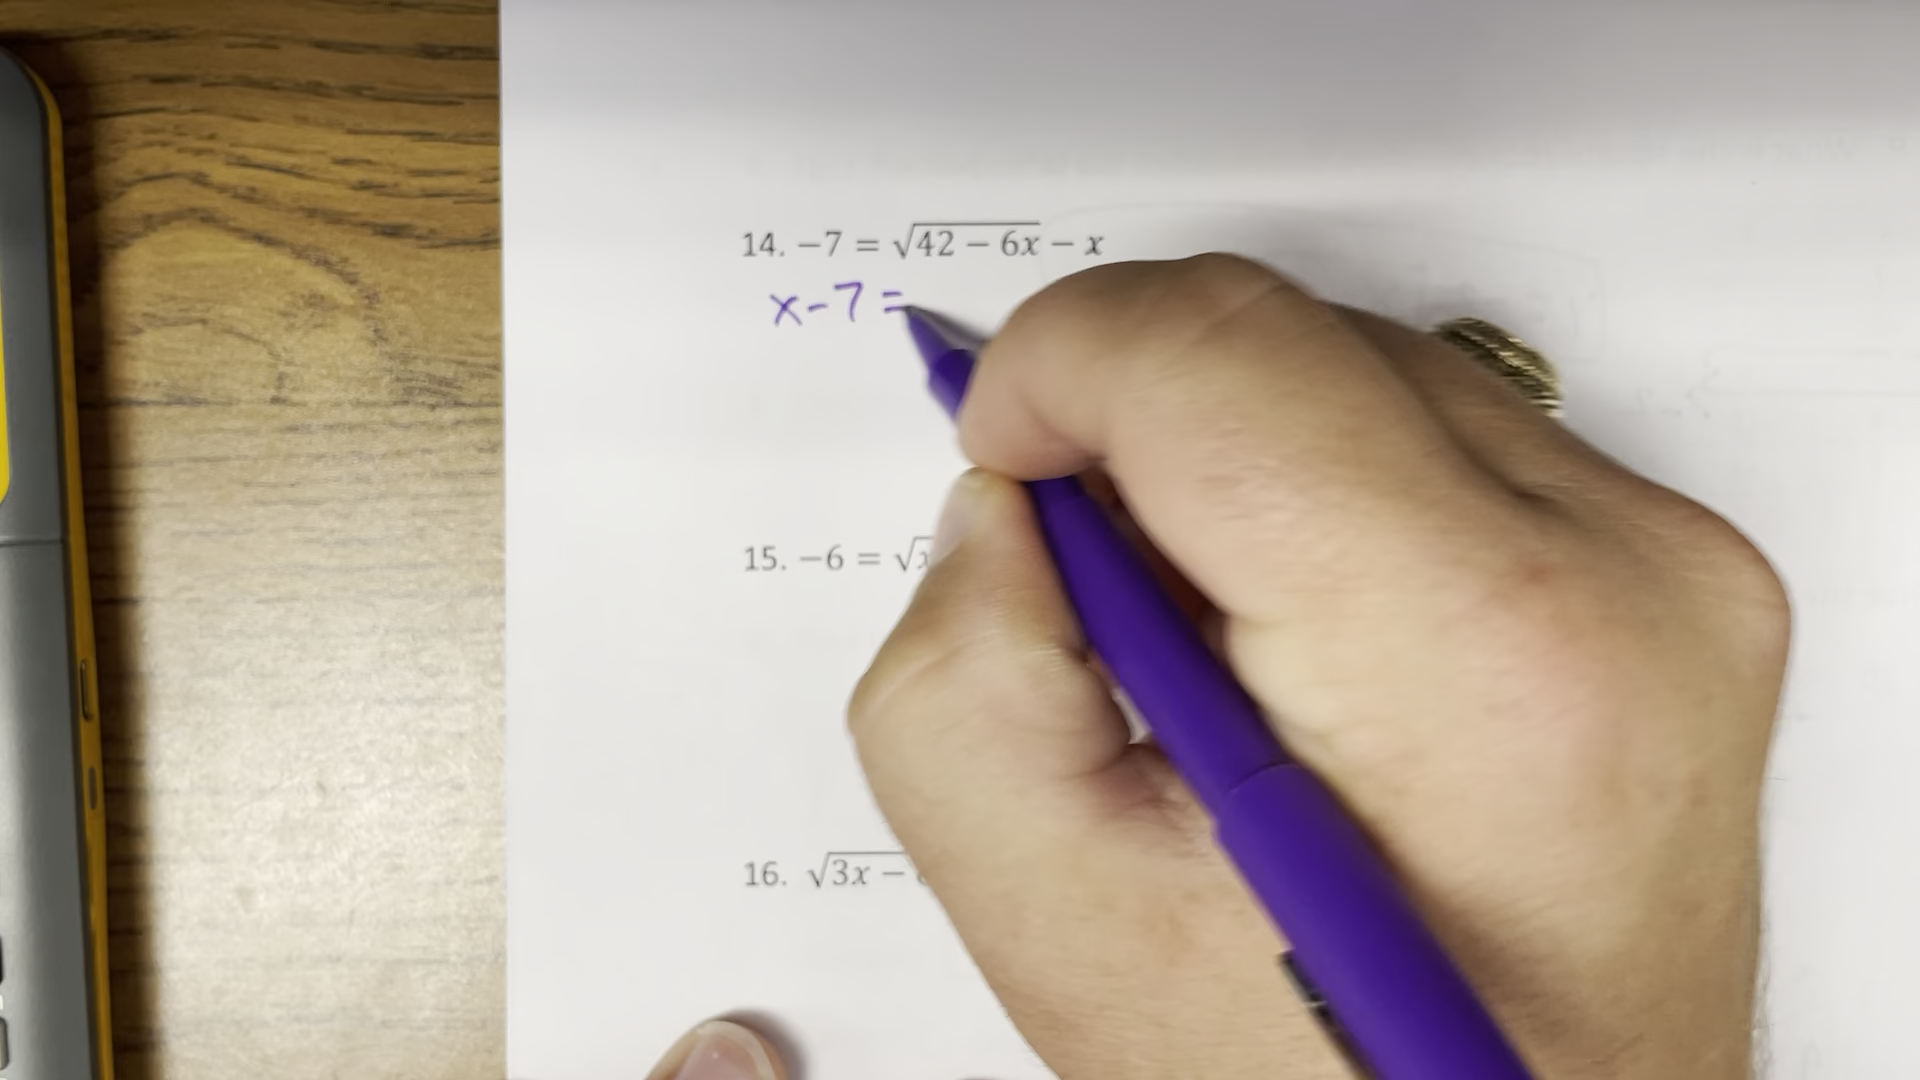 14. −7 = √42 − 6x − x
x-7 =
15. −6 = √x
16. √3x −